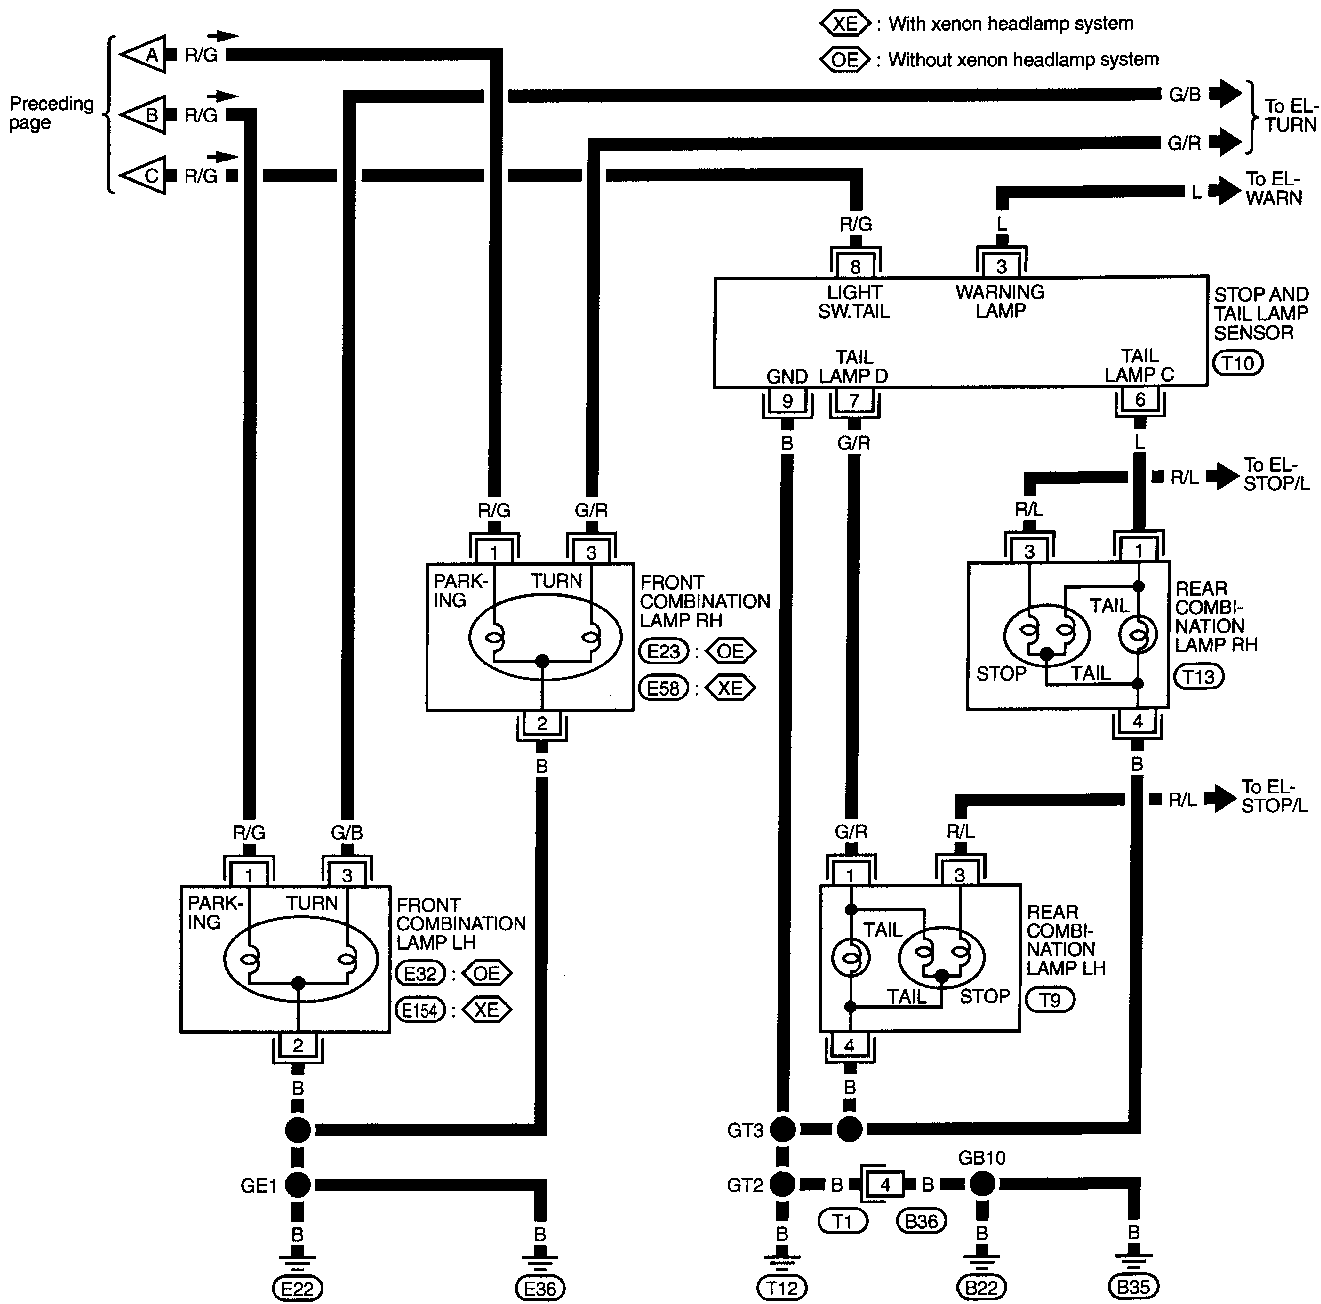 XE : With xenon headlamp system
OE : Without xenon headlamp system
Preceding
page
A R/G
B R/G
C R/G
G/B
G/R
To EL-
TURN
L
To EL-
WARN
R/G
L
8
3
LIGHT
SW.TAIL
WARNING
LAMP
STOP AND
TAIL LAMP
SENSOR
T10
GND
TAIL
LAMP D
TAIL
LAMP C
9
7
6
B
G/R
L
R/L
To EL-
STOP/L
R/L
R/G
G/R
1
3
PARK-
ING
TURN
FRONT
COMBINATION
LAMP RH
E23 : OE
E58 : XE
2
B
3
1
TAIL
STOP
TAIL
REAR
COMBI-
NATION
LAMP RH
T13
4
B
R/L
To EL-
STOP/L
R/G
G/B
1
3
PARK-
ING
TURN
FRONT
COMBINATION
LAMP LH
E32 : OE
E154 : XE
2
B
G/R
R/L
1
3
TAIL
TAIL
STOP
REAR
COMBI-
NATION
LAMP LH
T9
4
B
GT3
GE1
GT2
B
4
B
GB10
T1
B36
B
B
B
B
B
E22
E36
T12
B22
B35